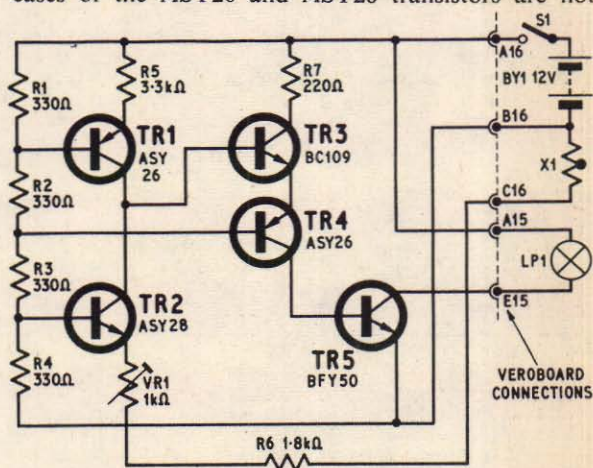 cases of the ASY26 and ASY28 transistors are not
S1
A16
R1
330Ω
R5
3·3kΩ
R7
220Ω
BY1 12V
TR1
ASY
26
TR3
BC109
B16
R2
330Ω
X1
TR4
ASY26
C16
A15
R3
330Ω
LP1
TR2
ASY28
E15
TR5
BFY50
R4
330Ω
VR1
1kΩ
VEROBOARD
CONNECTIONS
R6 1·8kΩ